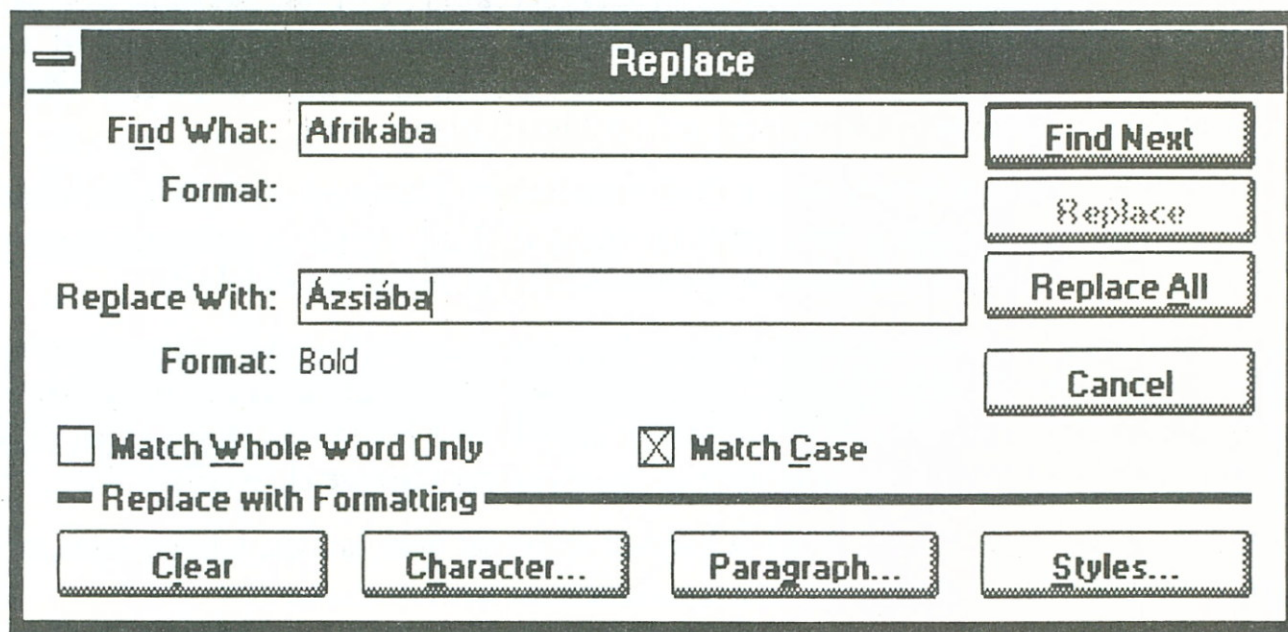 Replace
Find What: Afrikába
Find Next
Format:
Replace
Replace With: Ázsiába
Replace All
Format: Bold
Cancel
Match Whole Word Only
Match Case
Replace with Formatting
Clear
Character...
Paragraph...
Styles...